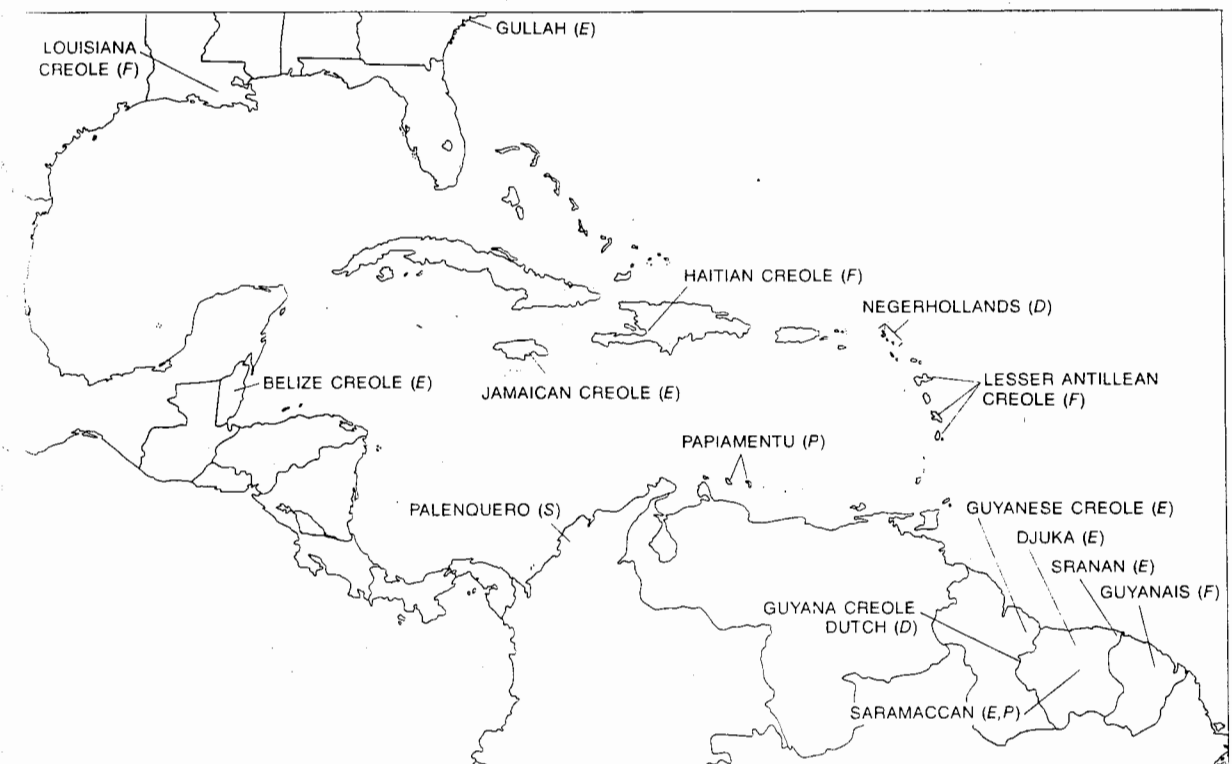 GULLAH (E)
LOUISIANA
CREOLE (F)
HAITIAN CREOLE (F)
NEGERHOLLANDS (D)
BELIZE CREOLE (E)
JAMAICAN CREOLE (E)
LESSER ANTILLEAN
CREOLE (F)
PAPIAMENTU (P)
PALENQUERO (S)
GUYANESE CREOLE (E)
DJUKA (E)
SRANAN (E)
GUYANAIS (F)
GUYANA CREOLE
DUTCH (D)
SARAMACCAN (E,P)